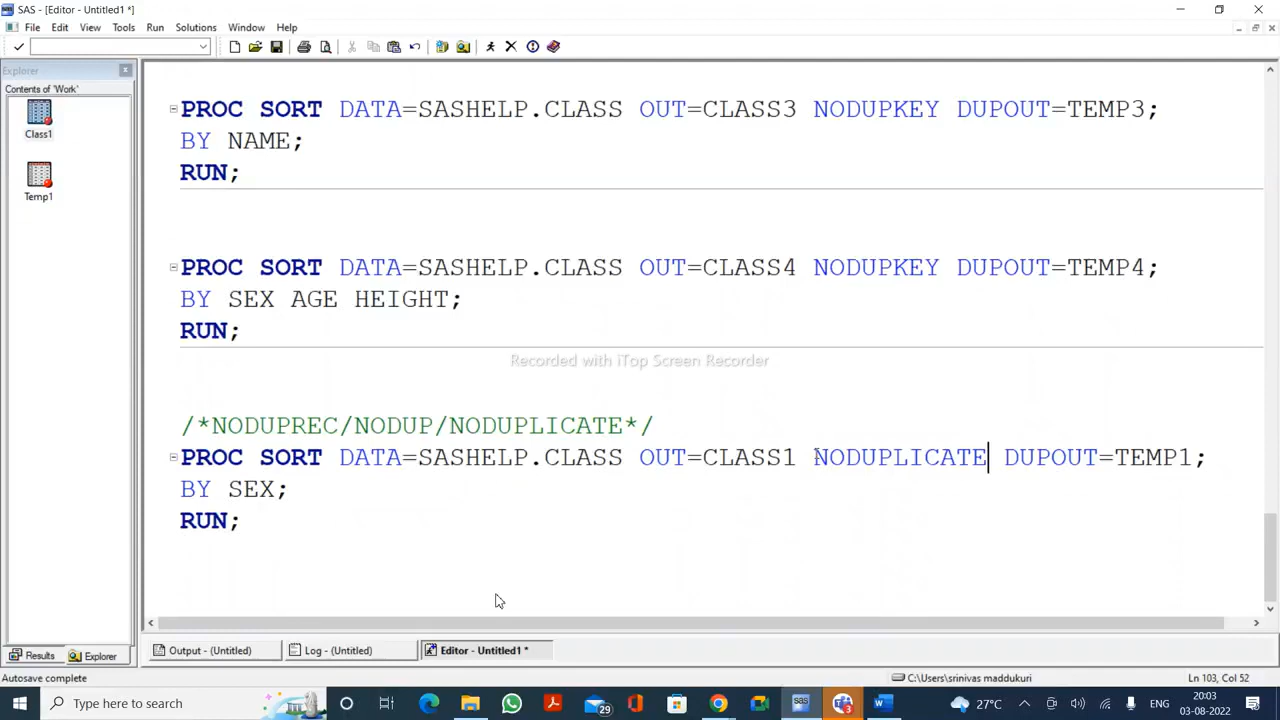 SAS - [Editor - Untitled1 *]
File Edit View Tools Run Solutions Window Help
Explorer
Contents of 'Work'
Class1
Temp1
PROC SORT DATA=SASHELP.CLASS OUT=CLASS3 NODUPKEY DUPOUT=TEMP3;
BY NAME;
RUN;
PROC SORT DATA=SASHELP.CLASS OUT=CLASS4 NODUPKEY DUPOUT=TEMP4;
BY SEX AGE HEIGHT;
RUN;
Recorded with iTop Screen Recorder
/*NODUPREC/NODUP/NODUPLICATE*/
PROC SORT DATA=SASHELP.CLASS OUT=CLASS1 NODUPLICATE DUPOUT=TEMP1;
BY SEX;
RUN;
Results Explorer
Output - (Untitled) Log - (Untitled) Editor - Untitled1 *
Autosave complete C:\Users\srinivas maddukuri Ln 103, Col 52
Type here to search 29 sas 3 27°C ENG 20:03
03-08-2022